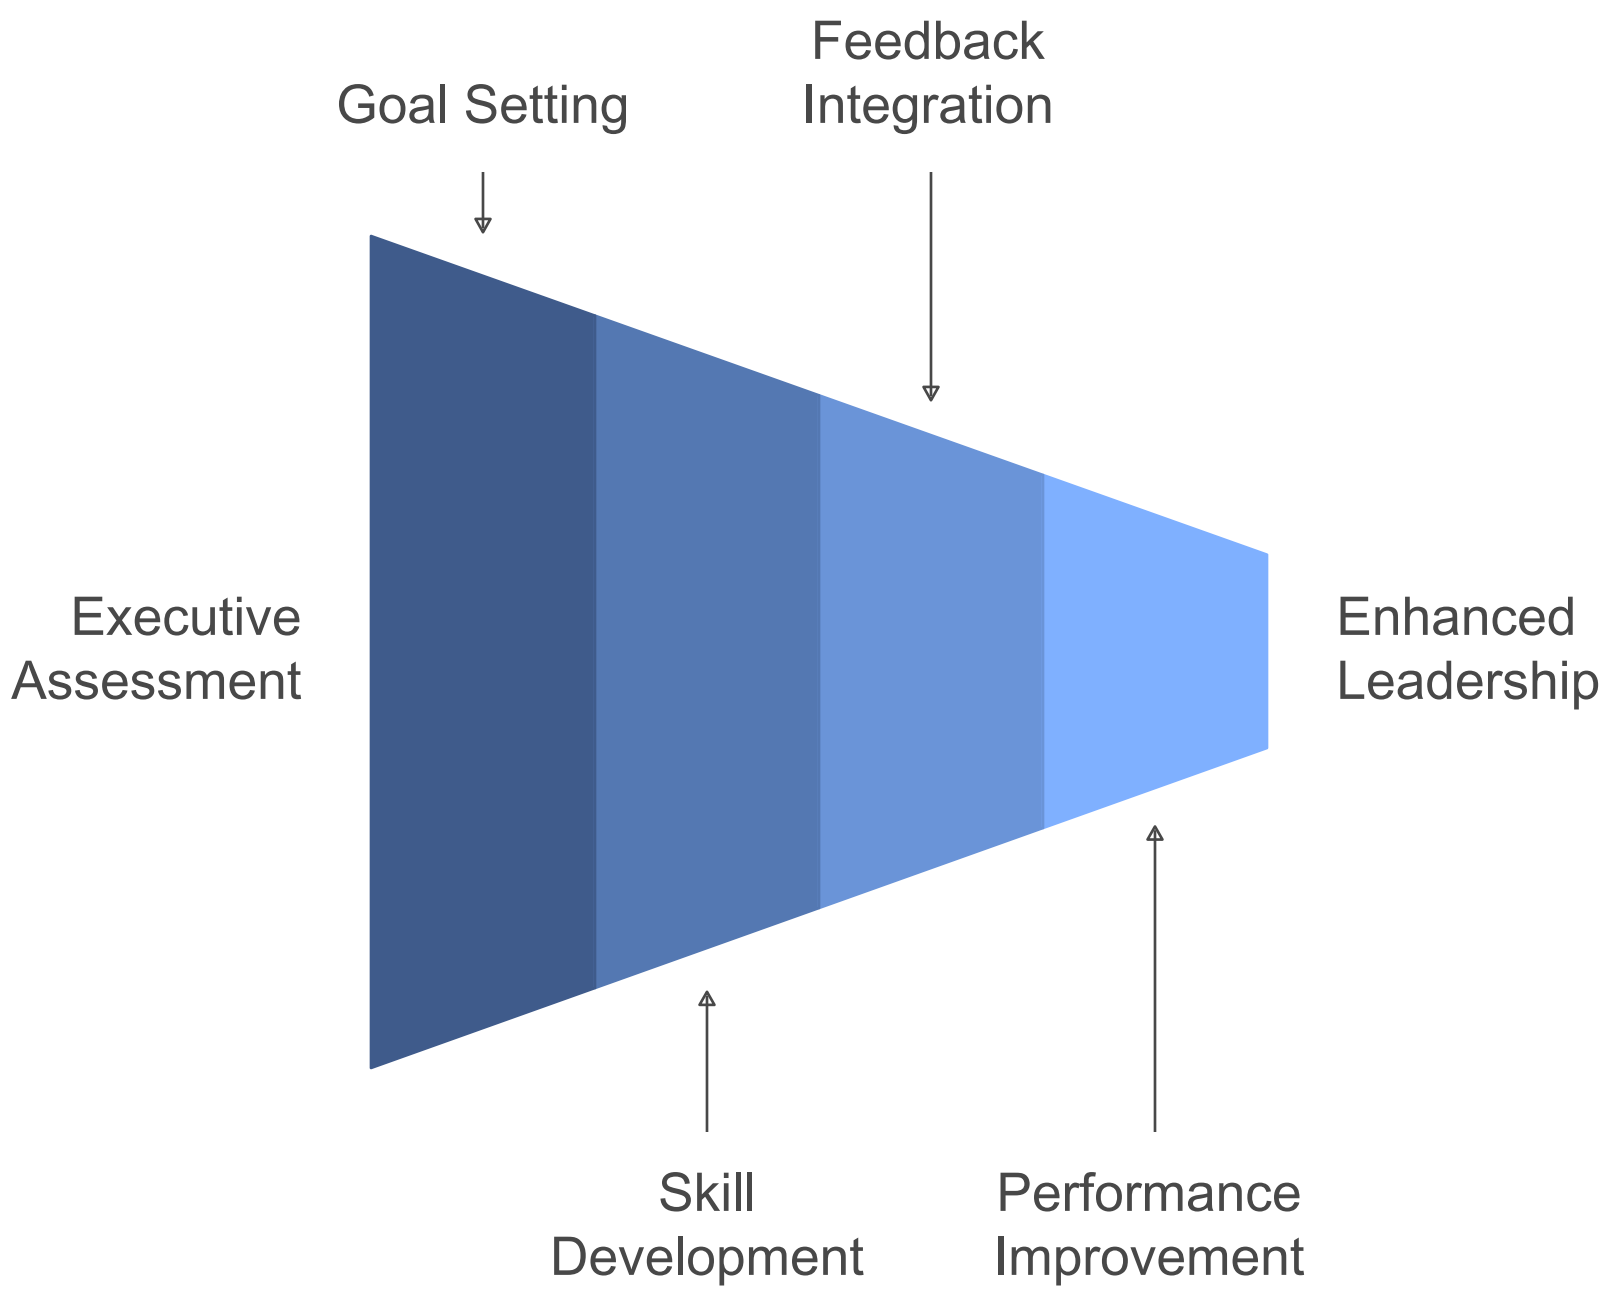 Feedback
Integration
Goal Setting
Executive
Assessment
Enhanced
Leadership
Skill
Development
Performance
Improvement